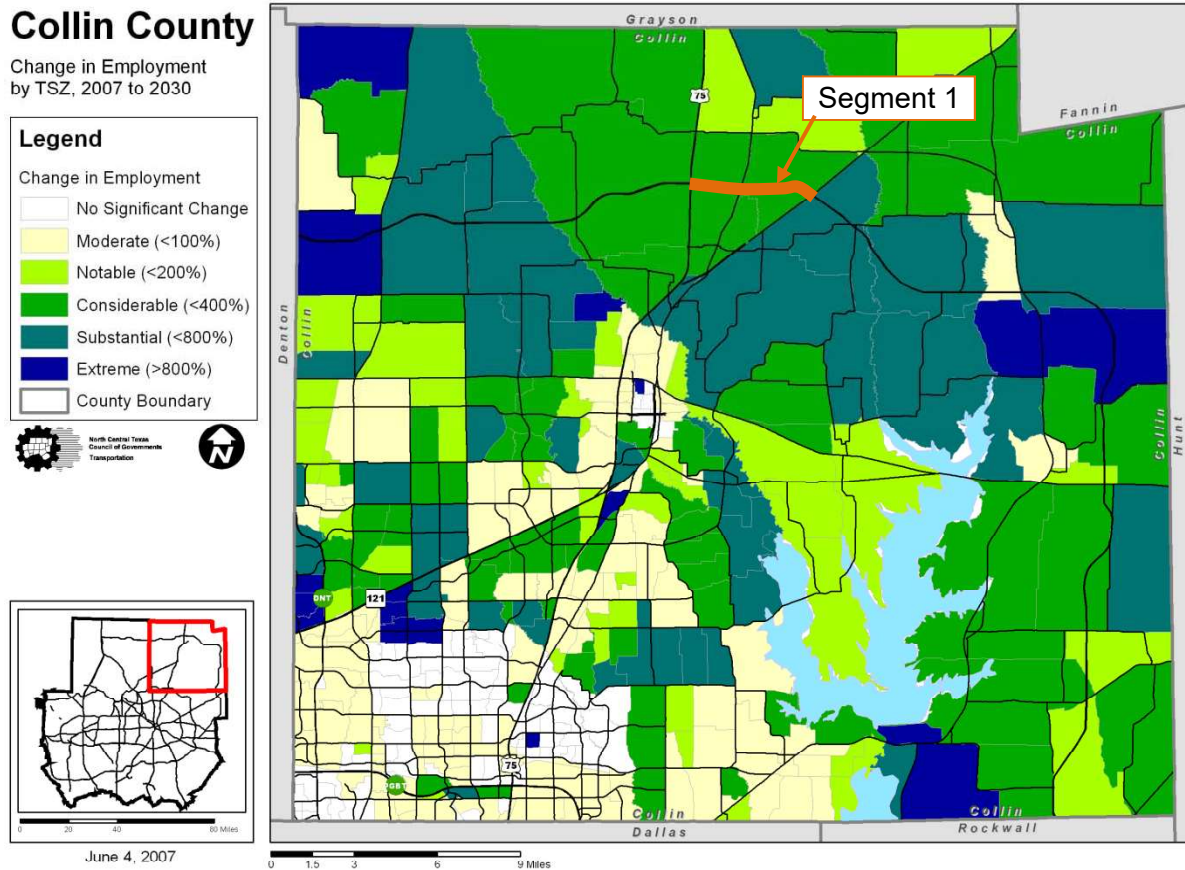 Collin County
Change in Employment
by TSZ, 2007 to 2030
Legend
Change in Employment
No Significant Change
Moderate (<100%)
Notable (<200%)
Considerable (<400%)
Substantial (<800%)
Extreme (>800%)
County Boundary
North Central Texas
Council of Governments
Transportation
N
0 20 40 80 Miles
June 4, 2007
Grayson
Collin
75
Segment 1
Fannin
Collin
Denton
Collin
Collin
Hunt
DNT
121
75
PGBT
Collin
Dallas
Collin
Rockwall
0 1.5 3 6 9 Miles